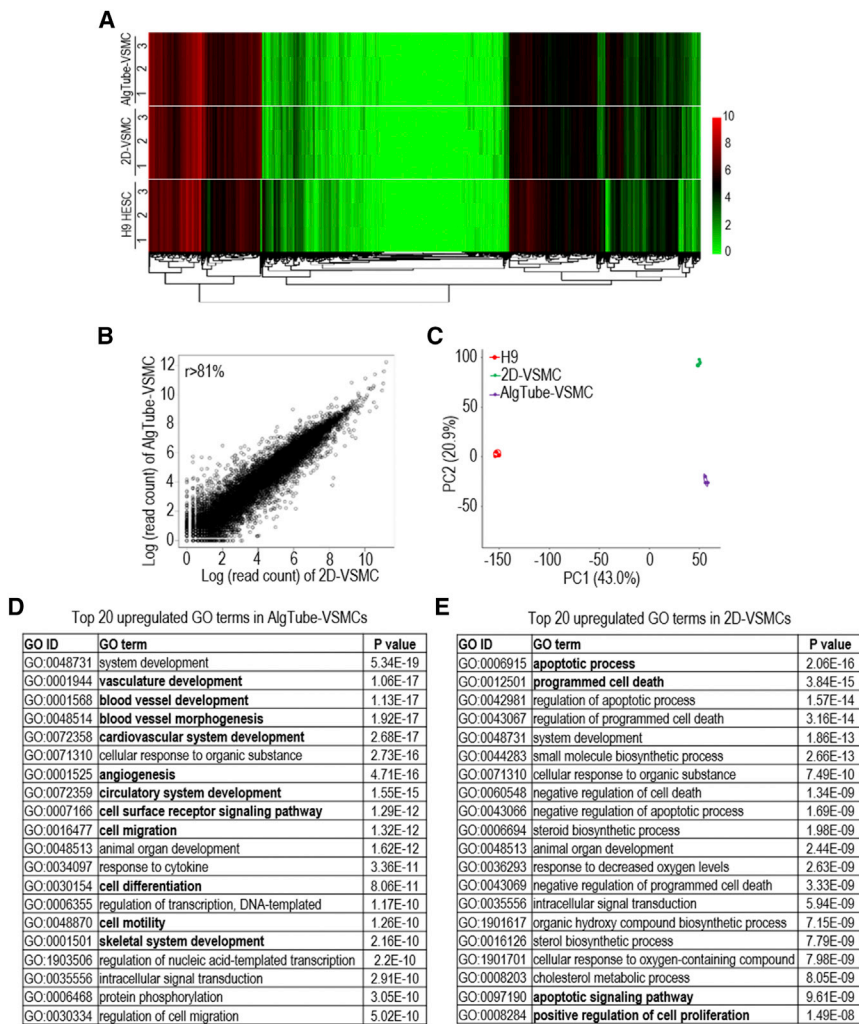 A
AlgTube-VSMC
3
2
1
2D-VSMC
3
2
1
H9 HESC
3
2
1
10
8
6
4
2
0
B
r>81%
Log (read count) of AlgTube-VSMC
12
10
8
6
4
2
0
0 2 4 6 8 10
Log (read count) of 2D-VSMC
C
H9
2D-VSMC
AlgTube-VSMC
PC2 (20.9%)
100
50
0
-50
-150 -100 -50 0 50
PC1 (43.0%)
D
Top 20 upregulated GO terms in AlgTube-VSMCs
GO ID GO term P value
GO:0048731 system development 5.34E-19
GO:0001944 vasculature development 1.06E-17
GO:0001568 blood vessel development 1.13E-17
GO:0048514 blood vessel morphogenesis 1.92E-17
GO:0072358 cardiovascular system development 2.68E-17
GO:0071310 cellular response to organic substance 2.73E-16
GO:0001525 angiogenesis 4.71E-16
GO:0072359 circulatory system development 1.55E-15
GO:0007166 cell surface receptor signaling pathway 1.29E-12
GO:0016477 cell migration 1.32E-12
GO:0048513 animal organ development 1.62E-12
GO:0034097 response to cytokine 3.36E-11
GO:0030154 cell differentiation 8.06E-11
GO:0006355 regulation of transcription, DNA-templated 1.17E-10
GO:0048870 cell motility 1.26E-10
GO:0001501 skeletal system development 2.16E-10
GO:1903506 regulation of nucleic acid-templated transcription 2.2E-10
GO:0035556 intracellular signal transduction 2.91E-10
GO:0006468 protein phosphorylation 3.05E-10
GO:0030334 regulation of cell migration 5.02E-10
E
Top 20 upregulated GO terms in 2D-VSMCs
GO ID GO term P value
GO:0006915 apoptotic process 2.06E-16
GO:0012501 programmed cell death 3.84E-15
GO:0042981 regulation of apoptotic process 1.57E-14
GO:0043067 regulation of programmed cell death 3.16E-14
GO:0048731 system development 1.86E-13
GO:0044283 small molecule biosynthetic process 2.66E-13
GO:0071310 cellular response to organic substance 7.49E-10
GO:0060548 negative regulation of cell death 1.34E-09
GO:0043066 negative regulation of apoptotic process 1.69E-09
GO:0006694 steroid biosynthetic process 1.98E-09
GO:0048513 animal organ development 2.44E-09
GO:0036293 response to decreased oxygen levels 2.63E-09
GO:0043069 negative regulation of programmed cell death 3.33E-09
GO:0035556 intracellular signal transduction 5.94E-09
GO:1901617 organic hydroxy compound biosynthetic process 7.15E-09
GO:0016126 sterol biosynthetic process 7.79E-09
GO:1901701 cellular response to oxygen-containing compound 7.98E-09
GO:0008203 cholesterol metabolic process 8.05E-09
GO:0097190 apoptotic signaling pathway 9.61E-09
GO:0008284 positive regulation of cell proliferation 1.49E-08